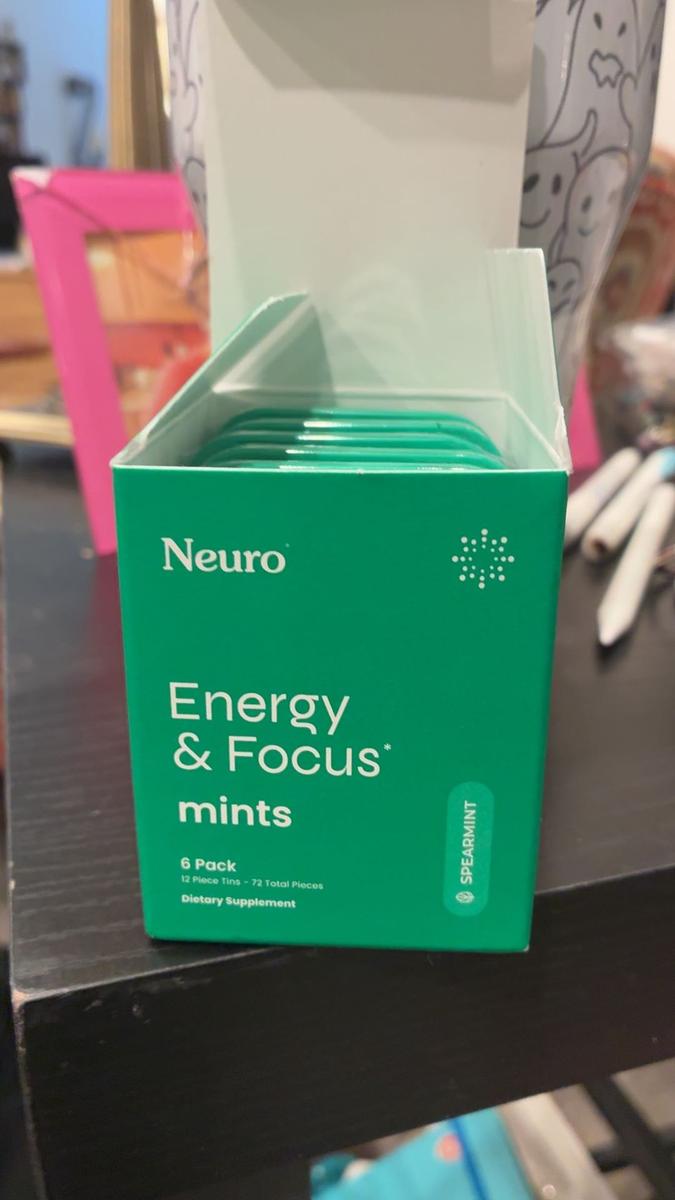 Neuro
Energy
& Focus*
mints
6 Pack
12 Piece Tins - 72 Total Pieces
Dietary Supplement
SPEARMINT